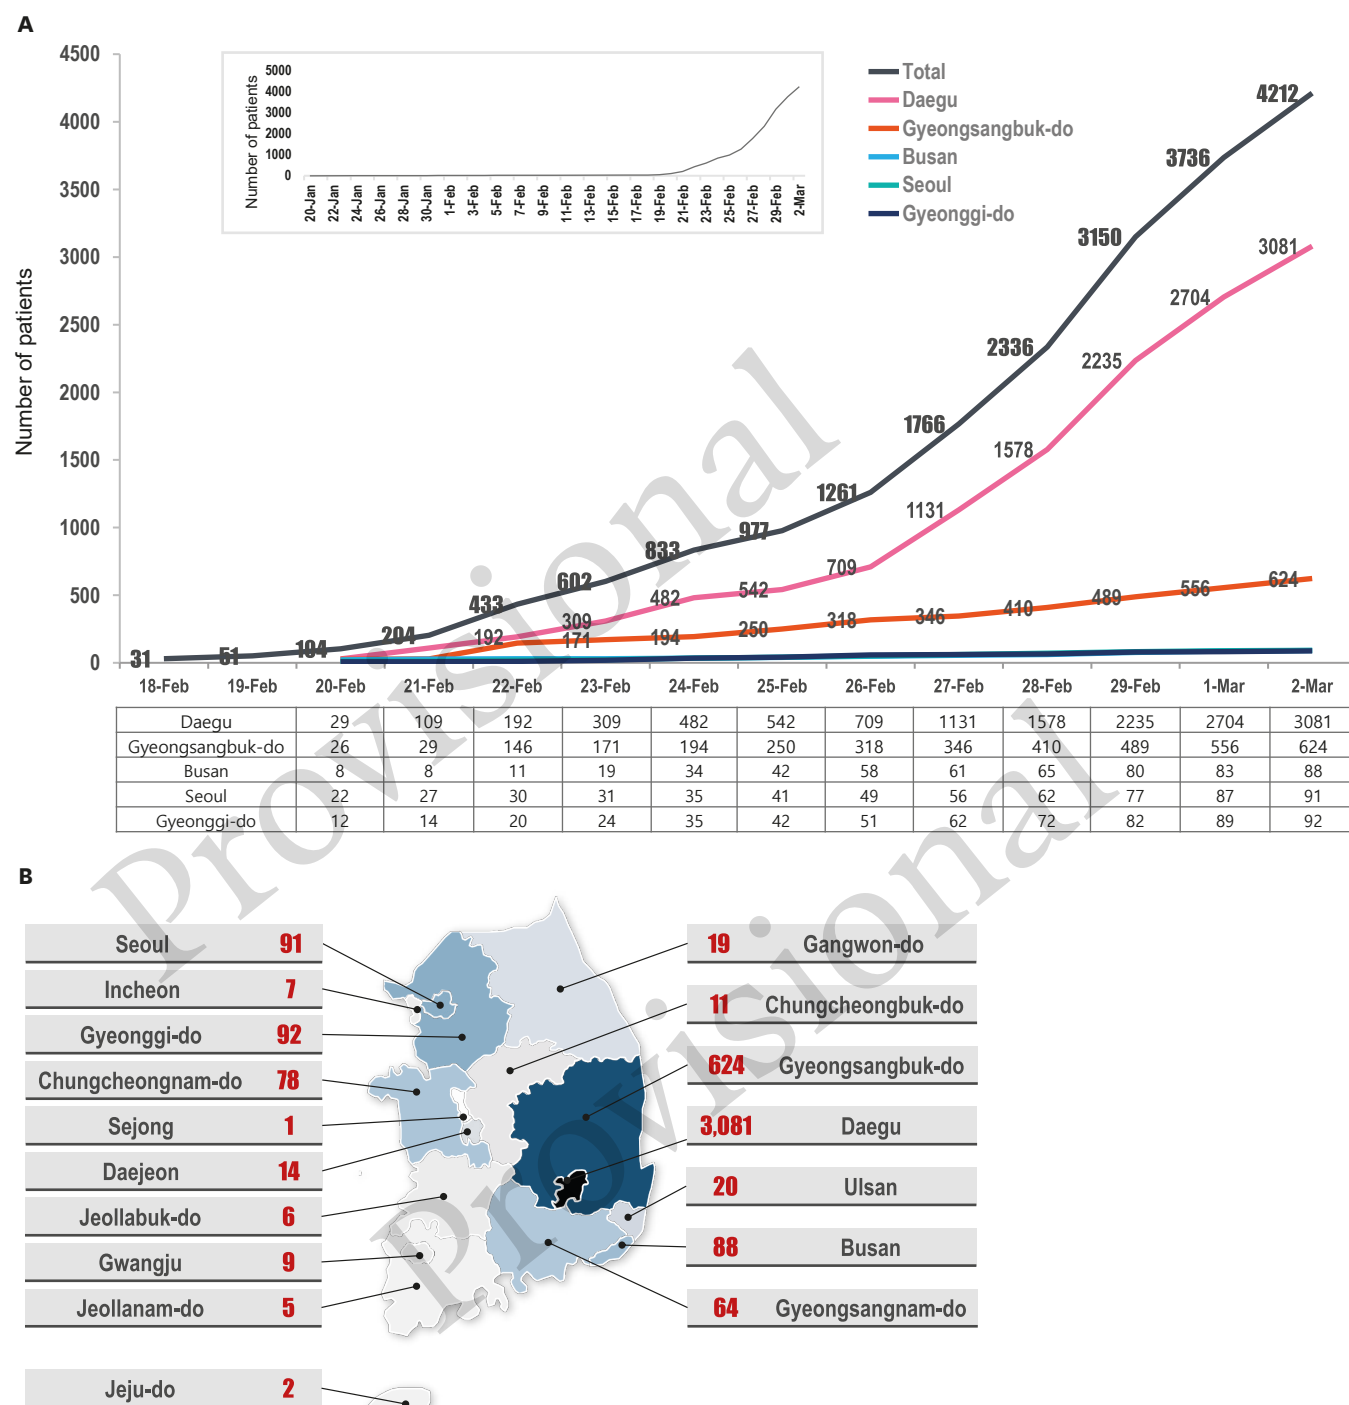 A
4500
4000
3500
3000
2500
2000
1500
1000
500
0
Number of patients
5000
4000
3000
2000
1000
0
Number of patients
20-Jan 22-Jan 24-Jan 26-Jan 28-Jan 30-Jan 1-Feb 3-Feb 5-Feb 7-Feb 9-Feb 11-Feb 13-Feb 15-Feb 17-Feb 19-Feb 21-Feb 23-Feb 25-Feb 27-Feb 29-Feb 2-Mar
Total
Daegu
Gyeongsangbuk-do
Busan
Seoul
Gyeonggi-do
31 51 104 204 433 602 833 977 1261 1766 2336 3150 3736 4212
192 309 482 542 709 1131 1578 2235 2704 3081
171 194 250 318 346 410 489 556 624
18-Feb 19-Feb 20-Feb 21-Feb 22-Feb 23-Feb 24-Feb 25-Feb 26-Feb 27-Feb 28-Feb 29-Feb 1-Mar 2-Mar
Daegu 29 109 192 309 482 542 709 1131 1578 2235 2704 3081
Gyeongsangbuk-do 26 29 146 171 194 250 318 346 410 489 556 624
Busan 8 8 11 19 34 42 58 61 65 80 83 88
Seoul 22 27 30 31 35 41 49 56 62 77 87 91
Gyeonggi-do 12 14 20 24 35 42 51 62 72 82 89 92
Provisional
B
Seoul 91
Incheon 7
Gyeonggi-do 92
Chungcheongnam-do 78
Sejong 1
Daejeon 14
Jeollabuk-do 6
Gwangju 9
Jeollanam-do 5
Jeju-do 2
19 Gangwon-do
11 Chungcheongbuk-do
624 Gyeongsangbuk-do
3,081 Daegu
20 Ulsan
88 Busan
64 Gyeongsangnam-do
Provisional